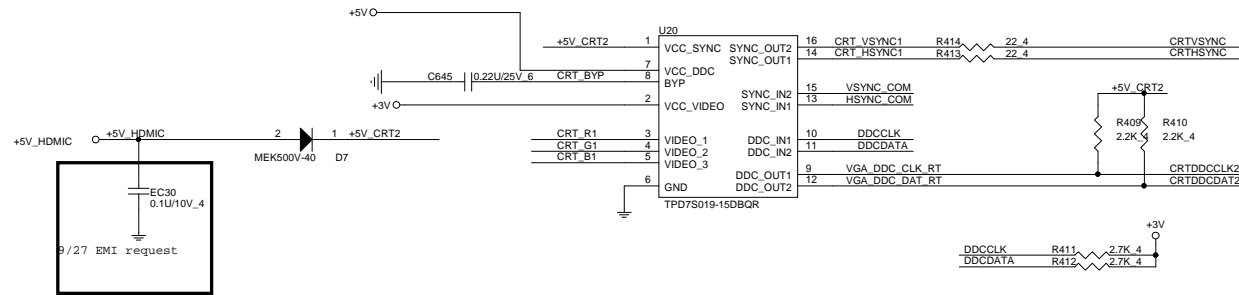 +5V
U20
+5V_CRT2 1 VCC_SYNC SYNC_OUT2 16 CRT_VSYNC1 R414 22_4 CRTVSYNC
SYNC_OUT1 14 CRT_HSYNC1 R413 22_4 CRTHSYNC
7 VCC_DDC
C645 0.22U/25V_6 CRT_BYP 8 BYP
+5V_CRT2
SYNC_IN2 15 VSYNC_COM
+3V 2 VCC_VIDEO SYNC_IN1 13 HSYNC_COM
R409 R410
2.2K_4 2.2K_4
+5V_HDMIC +5V_HDMIC 2 1 +5V_CRT2
MEK500V-40 D7
CRT_R1 3 VIDEO_1 DDC_IN1 10 DDCCLK
CRT_G1 4 VIDEO_2 DDC_IN2 11 DDCDATA
CRT_B1 5 VIDEO_3
DDC_OUT1 9 VGA_DDC_CLK_RT CRTDDCCLK2
6 GND DDC_OUT2 12 VGA_DDC_DAT_RT CRTDDCDAT2
TPD7S019-15DBQR
EC30
0.1U/10V_4
9/27 EMI request
+3V
DDCCLK R411 2.7K_4
DDCDATA R412 2.7K_4